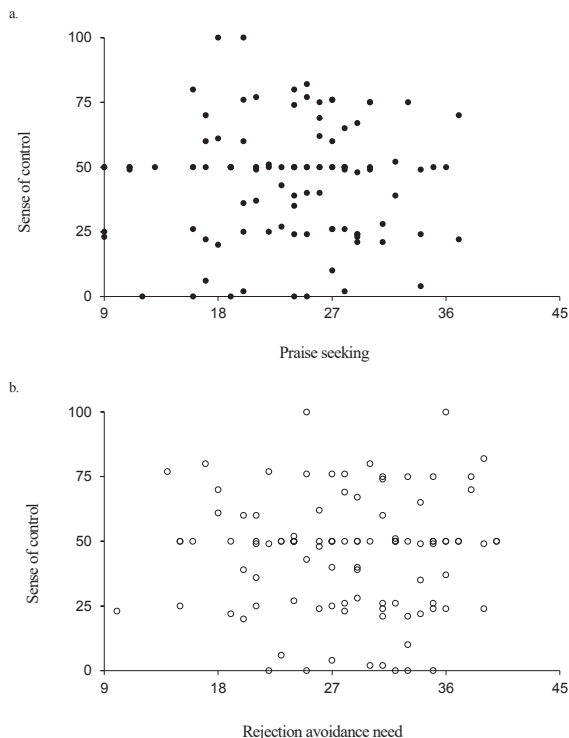 a.
100
75
50
25
0
9 18 27 36 45
Sense of control
Praise seeking
b.
100
75
50
25
0
9 18 27 36 45
Sense of control
Rejection avoidance need